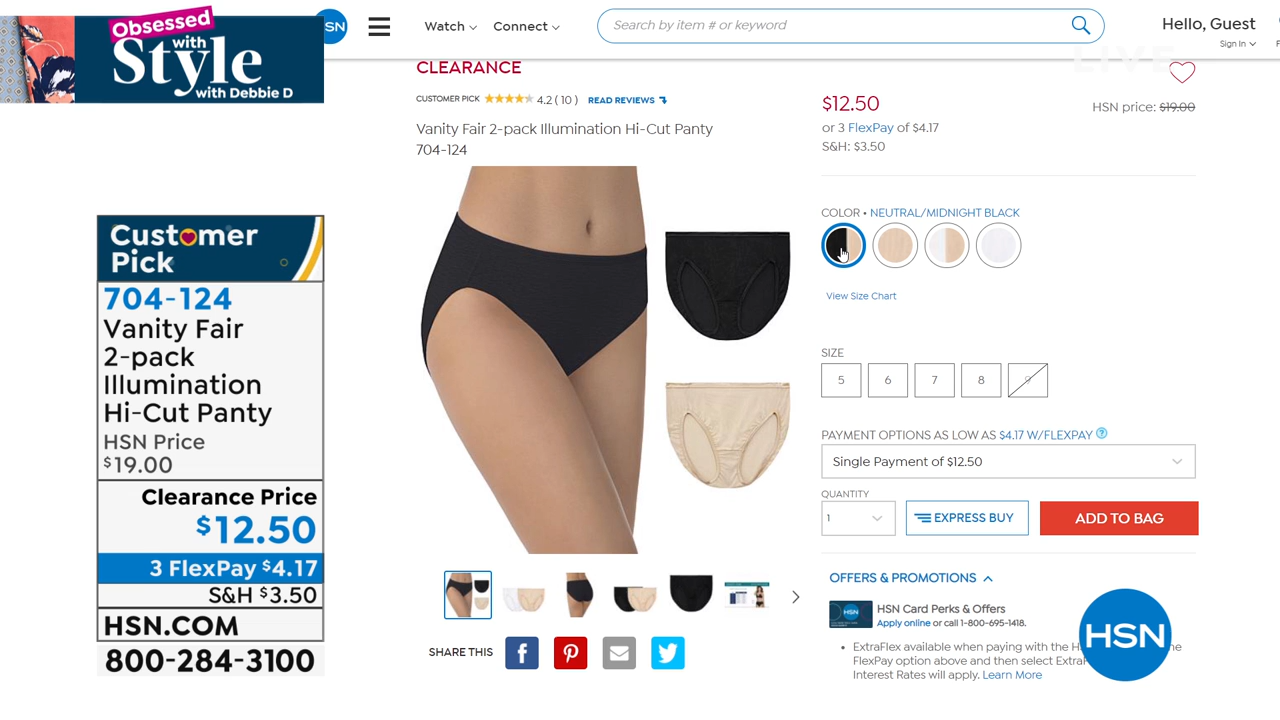 Obsessed
with
Style
with Debbie D
HSN
Watch
Connect
Search by item # or keyword
Hello, Guest
Sign In
LIVE
CLEARANCE
CUSTOMER PICK 4.2 ( 10 ) READ REVIEWS
Vanity Fair 2-pack Illumination Hi-Cut Panty
704-124
$12.50
HSN price: $19.00
or 3 FlexPay of $4.17
S&H: $3.50
COLOR • NEUTRAL/MIDNIGHT BLACK
View Size Chart
SIZE
5 6 7 8 9
PAYMENT OPTIONS AS LOW AS $4.17 W/FLEXPAY ?
Single Payment of $12.50
QUANTITY
1
EXPRESS BUY
ADD TO BAG
OFFERS & PROMOTIONS
HSN Card Perks & Offers
Apply online or call 1-800-695-1418.
• ExtraFlex available when paying with the H
FlexPay option above and then select ExtraF
Interest Rates will apply. Learn More
HSN
SHARE THIS
Customer
Pick
704-124
Vanity Fair
2-pack
Illumination
Hi-Cut Panty
HSN Price
$19.00
Clearance Price
$12.50
3 FlexPay $4.17
S&H $3.50
HSN.COM
800-284-3100